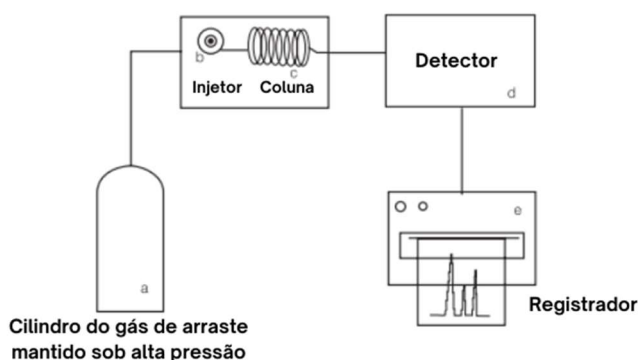 b
c
Injetor Coluna
Detector
d
e
a
Registrador
Cilindro do gás de arraste
mantido sob alta pressão